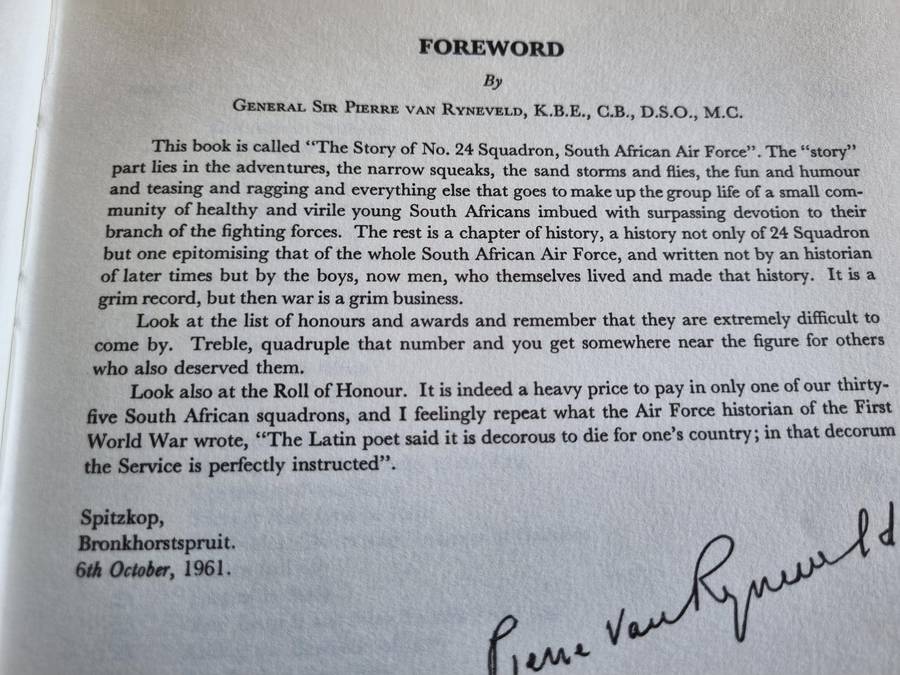 FOREWORD
By
GENERAL SIR PIERRE VAN RYNEVELD, K.B.E., C.B., D.S.O., M.C.
This book is called “The Story of No. 24 Squadron, South African Air Force”. The “story”
part lies in the adventures, the narrow squeaks, the sand storms and flies, the fun and humour
and teasing and ragging and everything else that goes to make up the group life of a small com-
munity of healthy and virile young South Africans imbued with surpassing devotion to their
branch of the fighting forces. The rest is a chapter of history, a history not only of 24 Squadron
but one epitomising that of the whole South African Air Force, and written not by an historian
of later times but by the boys, now men, who themselves lived and made that history. It is a
grim record, but then war is a grim business.
Look at the list of honours and awards and remember that they are extremely difficult to
come by. Treble, quadruple that number and you get somewhere near the figure for others
who also deserved them.
Look also at the Roll of Honour. It is indeed a heavy price to pay in only one of our thirty-
five South African squadrons, and I feelingly repeat what the Air Force historian of the First
World War wrote, “The Latin poet said it is decorous to die for one’s country; in that decorum
the Service is perfectly instructed”.
Spitzkop,
Bronkhorstspruit.
6th October, 1961.
Pierre Van Ryneveld